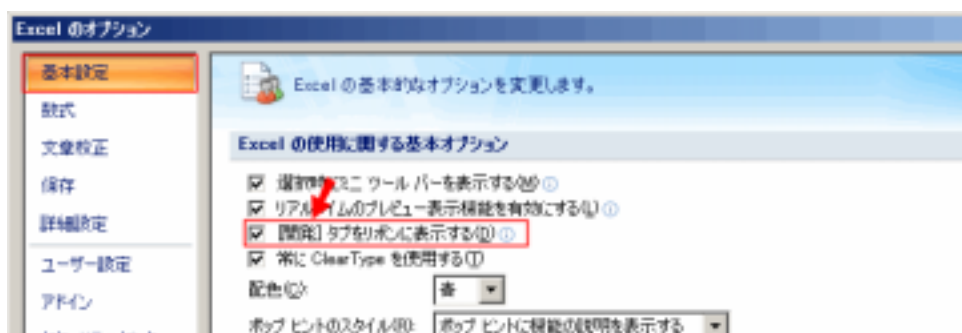 Excel のオプション
基本設定
Excel の基本的なオプションを変更します。
数式
文章校正
Excel の使用に関する基本オプション
保存
選択時にミニ ツール バーを表示する(M)
リアルタイムのプレビュー表示機能を有効にする(L)
詳細設定
[開発] タブをリボンに表示する(D)
常に ClearType を使用する(T)
ユーザー設定
配色(C): 青
アドイン
ポップ ヒントのスタイル(R): ポップ ヒントに機能の説明を表示する